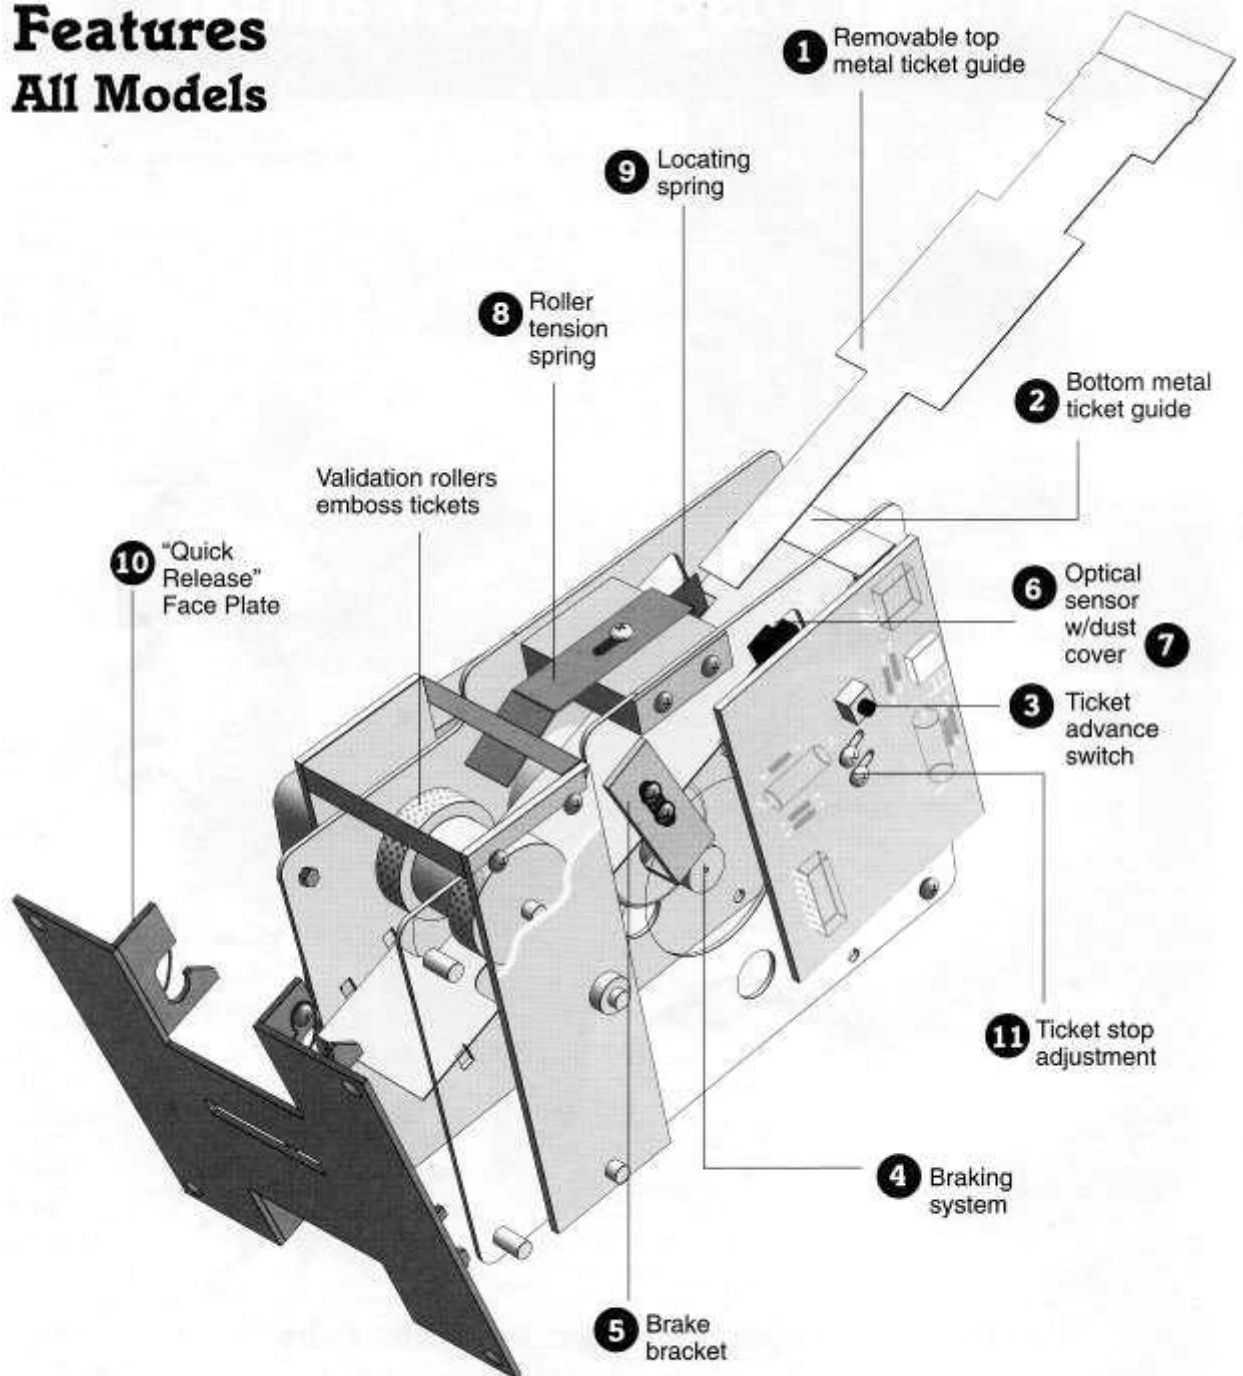 Features
All Models
1 Removable top
metal ticket guide
9 Locating
spring
8 Roller
tension
spring
2 Bottom metal
ticket guide
Validation rollers
emboss tickets
10 "Quick
Release"
Face Plate
6 Optical
sensor
w/dust
cover 7
3 Ticket
advance
switch
11 Ticket stop
adjustment
4 Braking
system
5 Brake
bracket